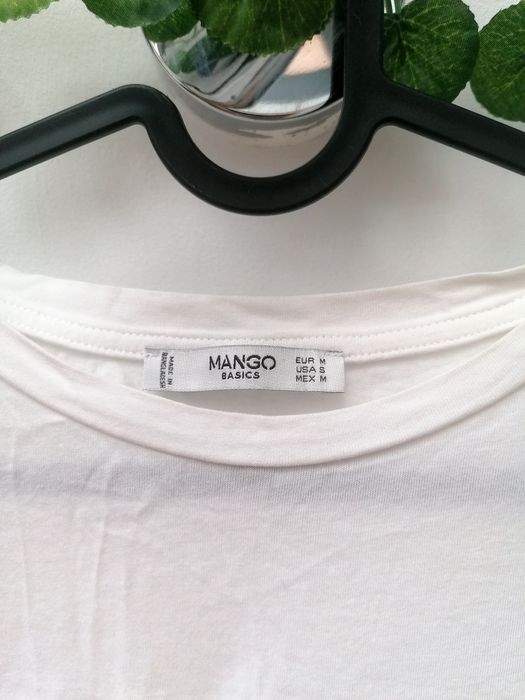 MADE IN
BANGLADESH
MANGO
BASICS
EUR M
USA S
MEX M